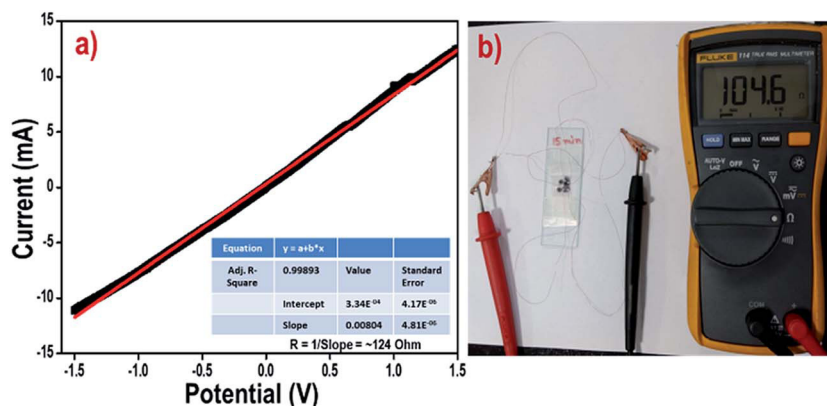 a)
Current (mA)
15
10
5
0
-5
-10
-15
-1.5
-1.0
-0.5
0.0
0.5
1.0
1.5
Potential (V)
Equation y = a+b*x
Adj. R-Square 0.99893 Value Standard Error
Intercept 3.34E-04 4.17E-06
Slope 0.00804 4.81E-06
R = 1/Slope = ~124 Ohm
b)
15 min
FLUKE 114 TRUE RMS MULTIMETER
104.6 Ω
HOLD MIN MAX RANGE
AUTO-V LoZ OFF V
V
mV
Ω
COM +